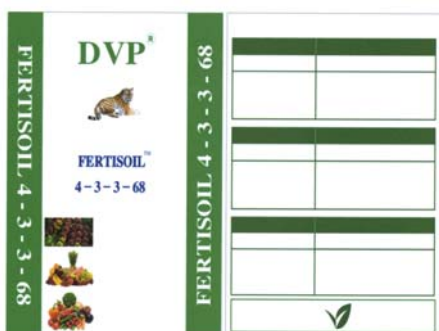 FERTISOIL 4 - 3 - 3 - 68
DVP®
FERTISOIL™
4 – 3 – 3 – 68
FERTISOIL 4 - 3 - 3 - 68